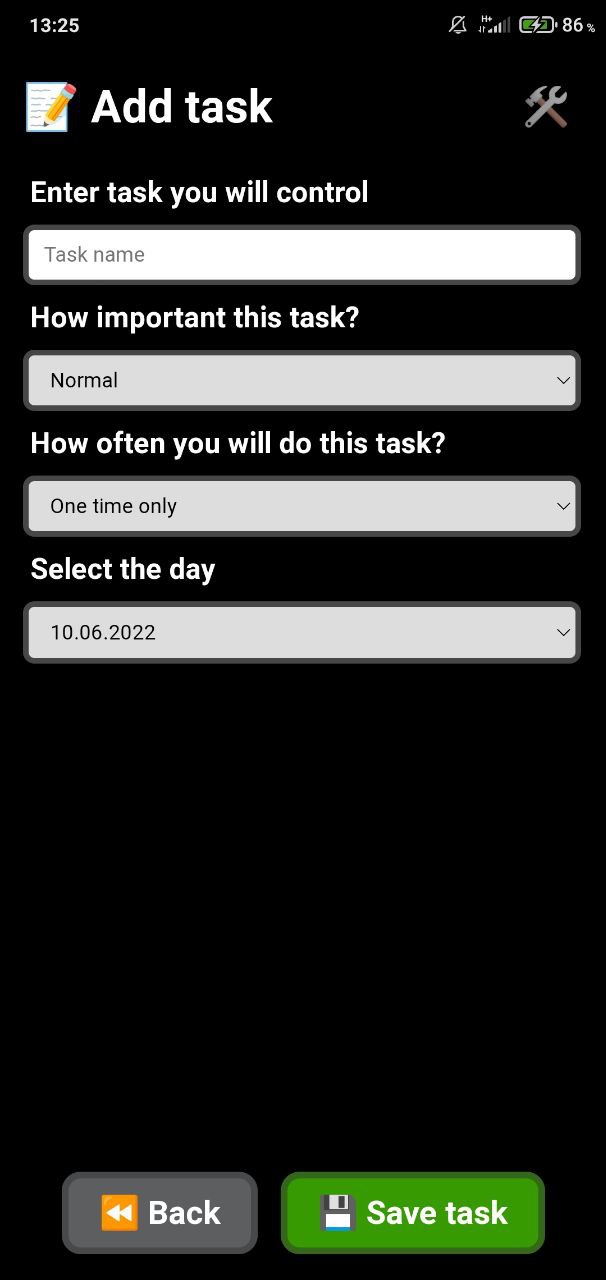 13:25
H+
86 %
Add task
Enter task you will control
Task name
How important this task?
Normal
How often you will do this task?
One time only
Select the day
10.06.2022
Back
Save task